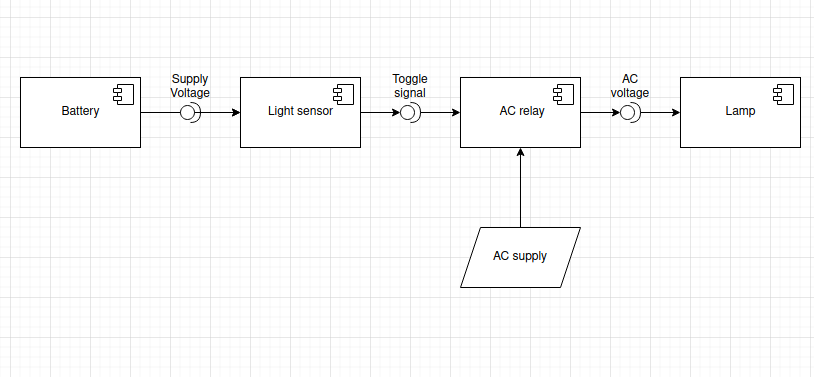 Supply
Voltage
Toggle
signal
AC
voltage
Battery
Light sensor
AC relay
Lamp
AC supply